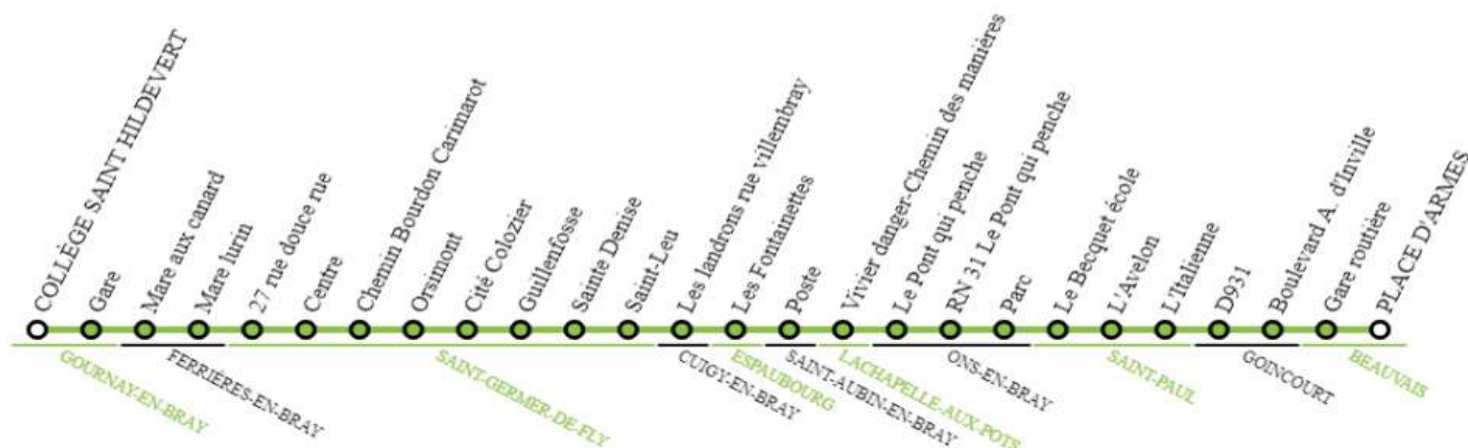 COLLÈGE SAINT HILDEVERT
Gare
Mare aux canard
Mare lurin
27 rue douce rue
Centre
Chemin Bourdon Carimarot
Orsimont
Cité Colozier
Guillenfosse
Sainte Denise
Saint-Leu
Les landrons rue villembray
Les Fontainettes
Poste
Vivier danger-Chemin des manières
Le Pont qui penche
RN 31 Le Pont qui penche
Parc
Le Becquet école
L'Avelon
L'Italienne
D931
Boulevard A. d'Inville
Gare routière
PLACE D'ARMES
GOURNAY-EN-BRAY
FERRIÈRES-EN-BRAY
SAINT-GERMER-DE-FLY
CUIGY-EN-BRAY
ESPAUBOURG
SAINT-AUBIN-EN-BRAY
LACHAPELLE-AUX-POTS
ONS-EN-BRAY
SAINT-PAUL
GOINCOURT
BEAUVAIS